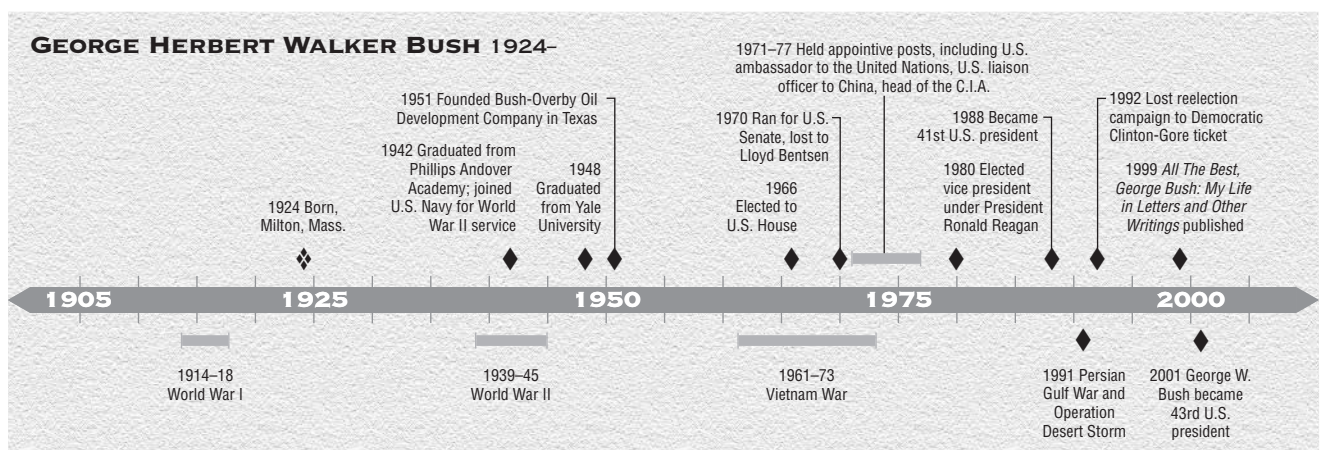 GEORGE HERBERT WALKER BUSH 1924–
1971–77 Held appointive posts, including U.S.
ambassador to the United Nations, U.S. liaison
officer to China, head of the C.I.A.
1951 Founded Bush-Overby Oil
Development Company in Texas
1942 Graduated from
Phillips Andover
Academy; joined
U.S. Navy for World
War II service
1948
Graduated
from Yale
University
1924 Born,
Milton, Mass.
1970 Ran for U.S.
Senate, lost to
Lloyd Bentsen
1966
Elected to
U.S. House
1988 Became
41st U.S. president
1980 Elected
vice president
under President
Ronald Reagan
1992 Lost reelection
campaign to Democratic
Clinton-Gore ticket
1999 All The Best,
George Bush: My Life
in Letters and Other
Writings published
1905 1925 1950 1975 2000
1914–18
World War I
1939–45
World War II
1961–73
Vietnam War
1991 Persian
Gulf War and
Operation
Desert Storm
2001 George W.
Bush became
43rd U.S.
president